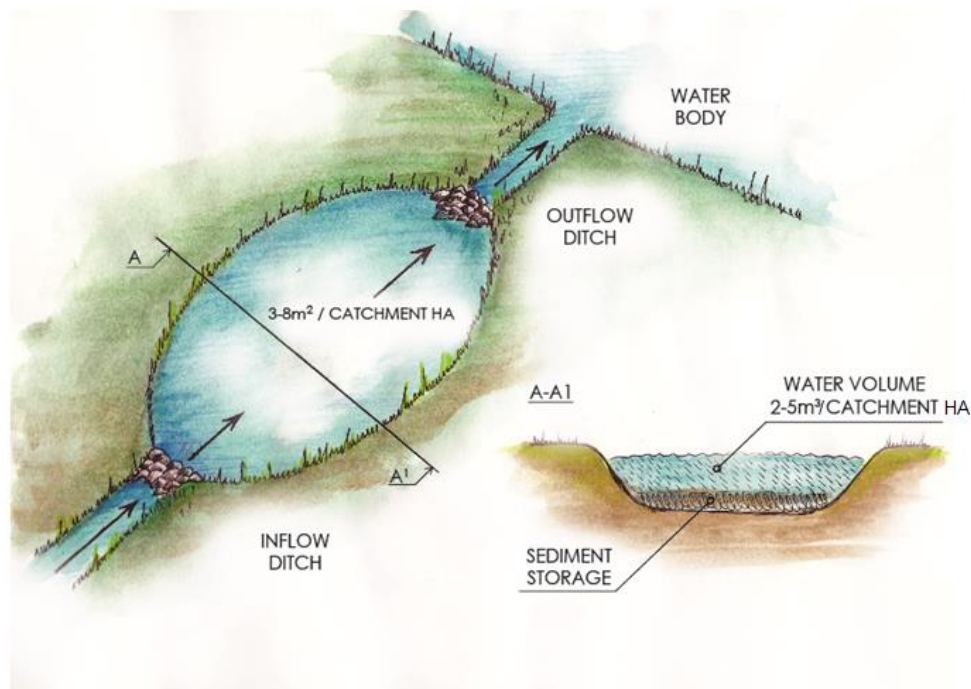 WATER
BODY
OUTFLOW
DITCH
A
3-8m² / CATCHMENT HA
A¹
INFLOW
DITCH
A-A1
WATER VOLUME
2-5m³/CATCHMENT HA
SEDIMENT
STORAGE